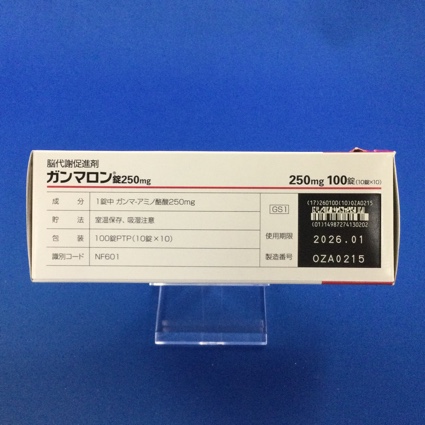 脳代謝促進剤
ガンマロン®錠250mg
250mg 100錠(10錠×10)
成 分 1錠中 ガンマ-アミノ酪酸250mg
貯 法 室温保存、吸湿注意
包 装 100錠PTP(10錠×10)
識別コード NF601
GS1
(17)260100(10)OZA0215
(01)14987274130202
使用期限 2026.01
製造番号 OZA0215